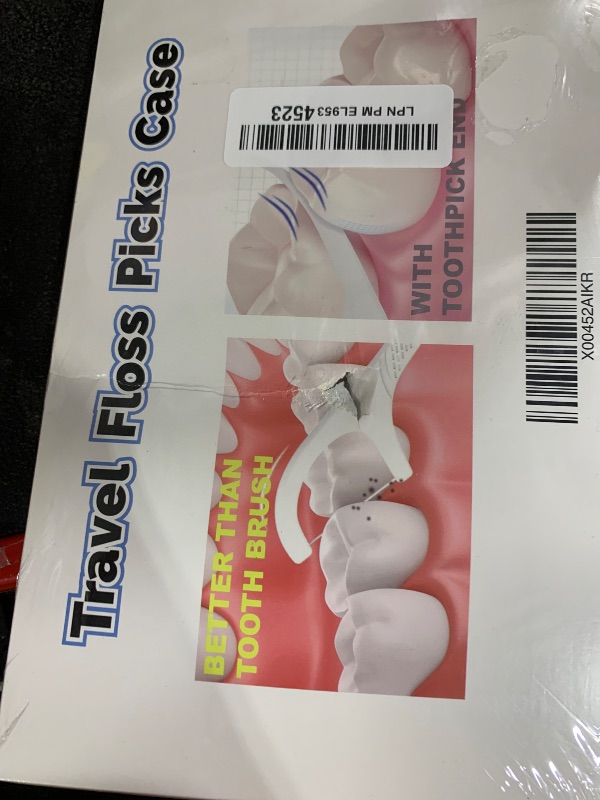 Travel Floss Picks Case
BETTER THAN
TOOTH BRUSH
WITH
TOOTHPICK END
LPN PM EL953 4523
X00452AIKR